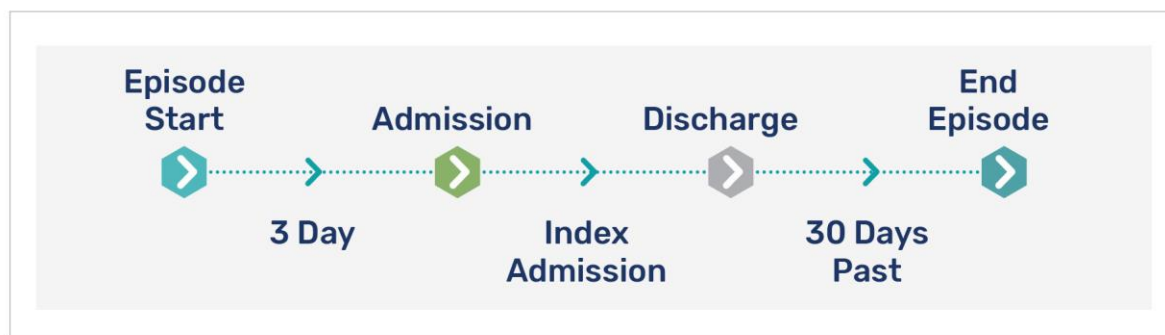 Episode
Start
Admission
Discharge
End
Episode
3 Day
Index
Admission
30 Days
Past